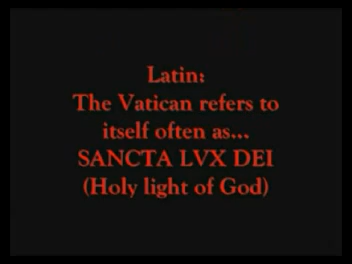 Latin:
The Vatican refers to
itself often as...
SANCTA LVX DEI
(Holy light of God)